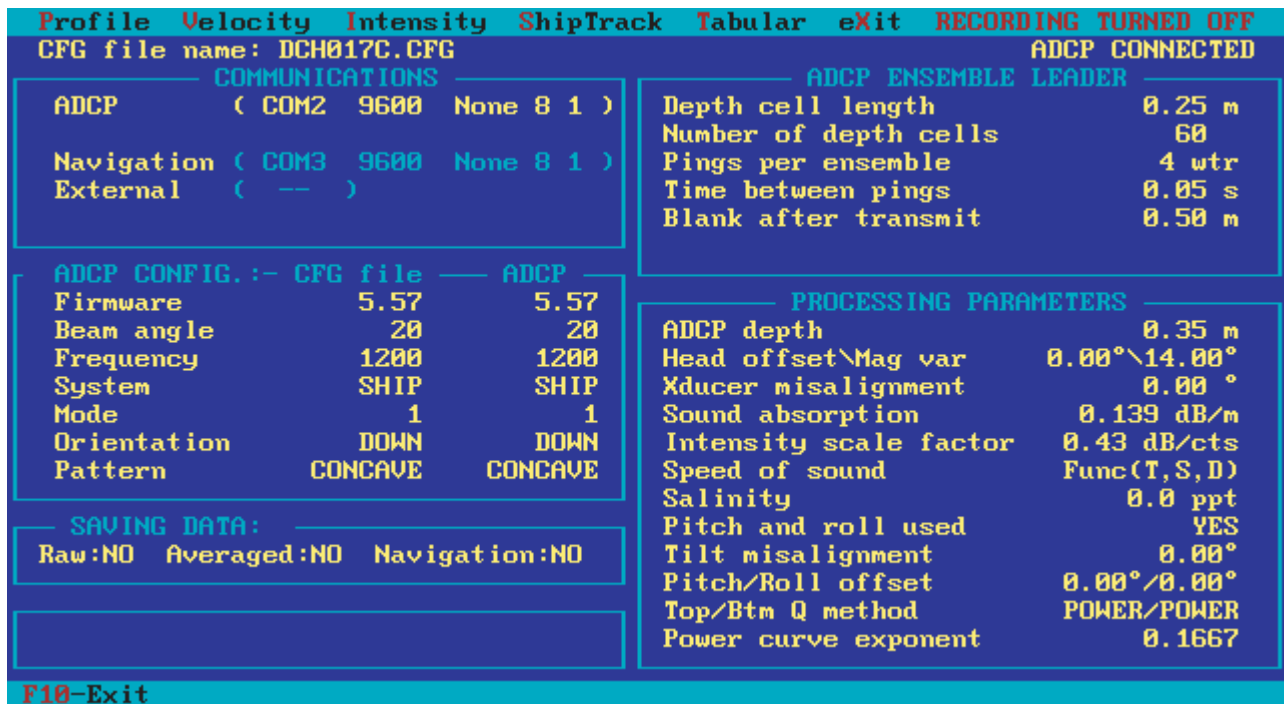 Profile Velocity Intensity ShipTrack Tabular eXit RECORDING TURNED OFF
CFG file name: DCH017C.CFG ADCP CONNECTED
COMMUNICATIONS
ADCP ( COM2 9600 None 8 1 )
Navigation ( COM3 9600 None 8 1 )
External ( -- )
ADCP CONFIG.:- CFG file ADCP
Firmware 5.57 5.57
Beam angle 20 20
Frequency 1200 1200
System SHIP SHIP
Mode 1 1
Orientation DOWN DOWN
Pattern CONCAVE CONCAVE
SAVING DATA:
Raw:NO Averaged:NO Navigation:NO
ADCP ENSEMBLE LEADER
Depth cell length 0.25 m
Number of depth cells 60
Pings per ensemble 4 wtr
Time between pings 0.05 s
Blank after transmit 0.50 m
PROCESSING PARAMETERS
ADCP depth 0.35 m
Head offset\Mag var 0.00°\14.00°
Xducer misalignment 0.00 °
Sound absorption 0.139 dB/m
Intensity scale factor 0.43 dB/cts
Speed of sound Func(T,S,D)
Salinity 0.0 ppt
Pitch and roll used YES
Tilt misalignment 0.00°
Pitch/Roll offset 0.00°/0.00°
Top/Btm Q method POWER/POWER
Power curve exponent 0.1667
F10-Exit